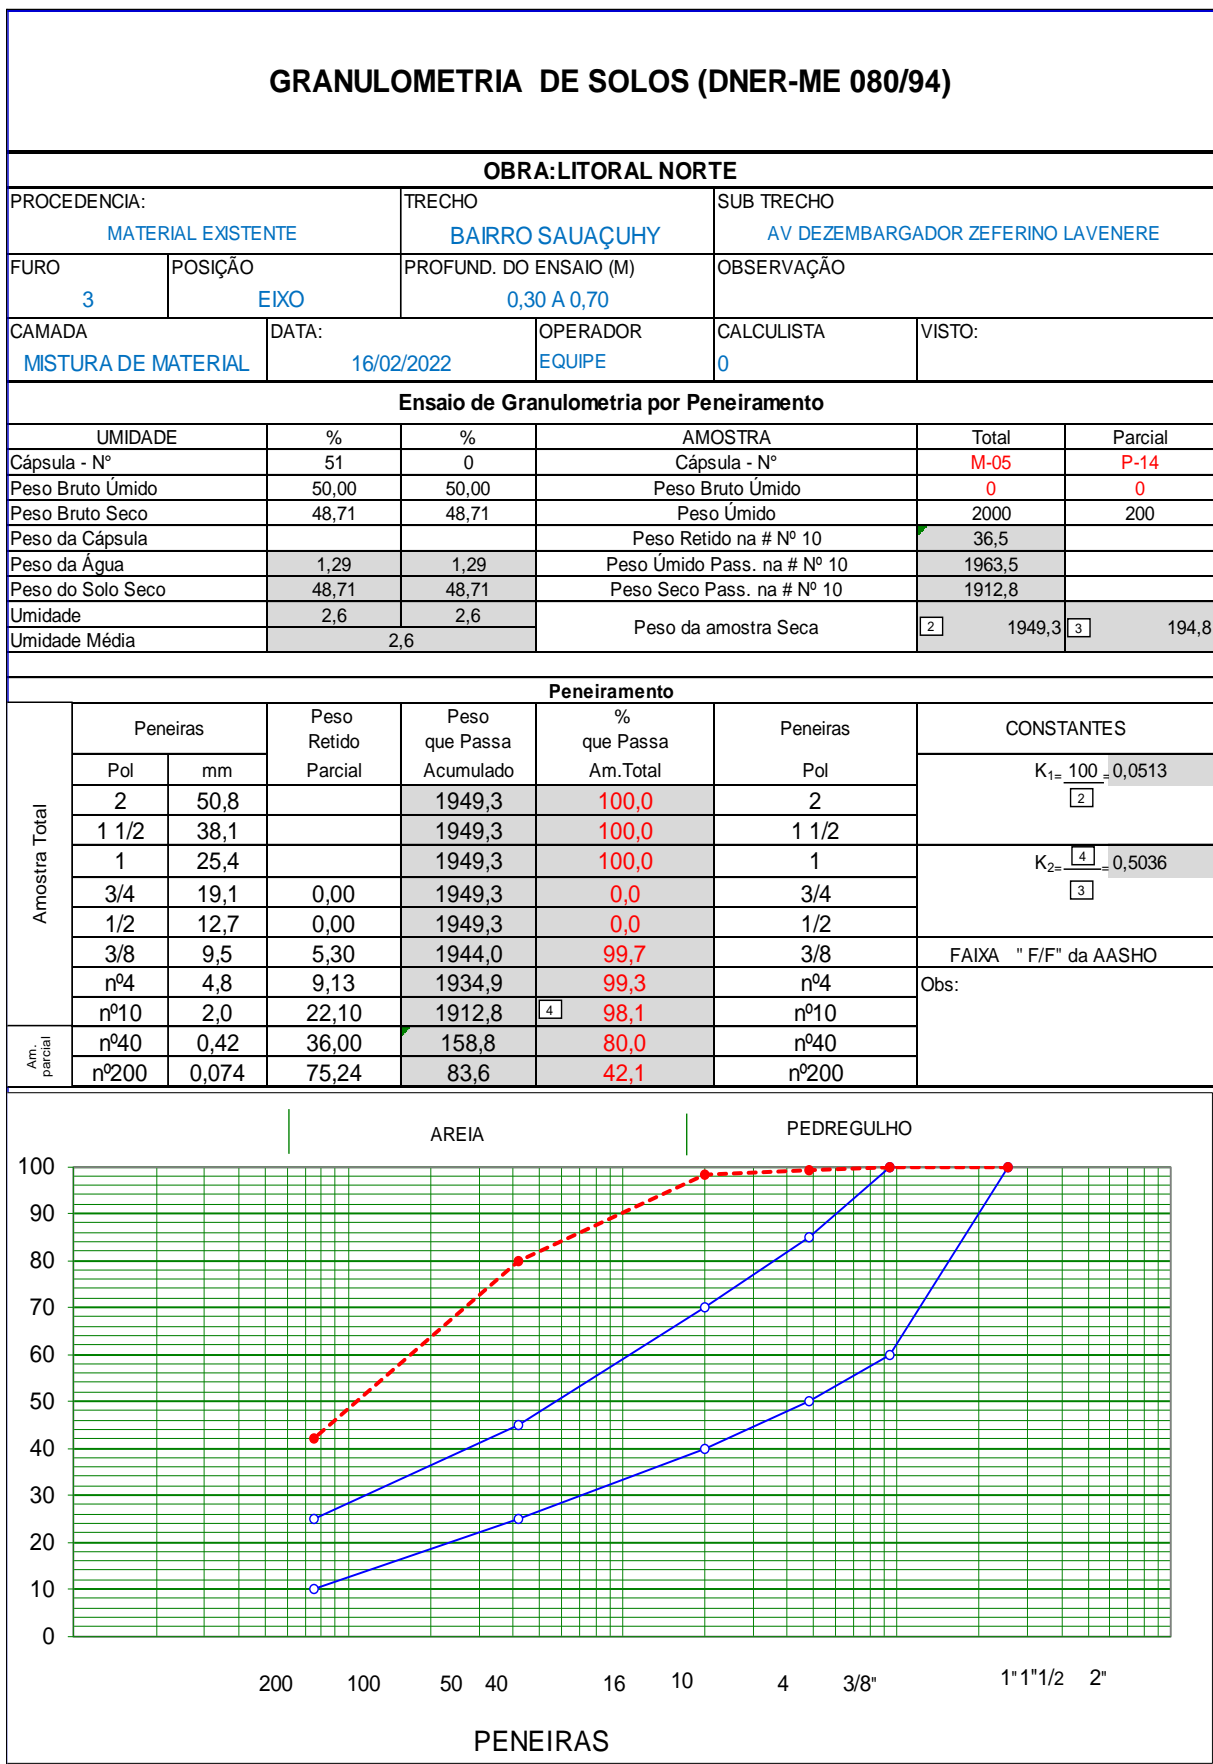 GRANULOMETRIA DE SOLOS (DNER-ME 080/94)
OBRA:LITORAL NORTE
PROCEDENCIA: TRECHO SUB TRECHO
MATERIAL EXISTENTE BAIRRO SAUAÇUHY AV DEZEMBARGADOR ZEFERINO LAVENERE
FURO POSIÇÃO PROFUND. DO ENSAIO (M) OBSERVAÇÃO
3 EIXO 0,30 A 0,70
CAMADA DATA: OPERADOR CALCULISTA VISTO:
MISTURA DE MATERIAL 16/02/2022 EQUIPE 0
Ensaio de Granulometria por Peneiramento
UMIDADE % % AMOSTRA Total Parcial
Cápsula - N° 51 0 Cápsula - N° M-05 P-14
Peso Bruto Úmido 50,00 50,00 Peso Bruto Úmido 0 0
Peso Bruto Seco 48,71 48,71 Peso Úmido 2000 200
Peso da Cápsula Peso Retido na # Nº 10 36,5
Peso da Água 1,29 1,29 Peso Úmido Pass. na # Nº 10 1963,5
Peso do Solo Seco 48,71 48,71 Peso Seco Pass. na # Nº 10 1912,8
Umidade 2,6 2,6 Peso da amostra Seca 2 1949,3 3 194,8
Umidade Média 2,6
Peneiramento
Peneiras Peso Retido Peso que Passa % que Passa Peneiras CONSTANTES
Pol mm Parcial Acumulado Am.Total Pol K1= 100 = 0,0513
2
2 50,8 1949,3 100,0 2
1 1/2 38,1 1949,3 100,0 1 1/2
1 25,4 1949,3 100,0 1 K2= 4 = 0,5036
3
3/4 19,1 0,00 1949,3 0,0 3/4
1/2 12,7 0,00 1949,3 0,0 1/2
3/8 9,5 5,30 1944,0 99,7 3/8 FAIXA " F/F" da AASHO
nº4 4,8 9,13 1934,9 99,3 nº4 Obs:
nº10 2,0 22,10 1912,8 4 98,1 nº10
nº40 0,42 36,00 158,8 80,0 nº40
nº200 0,074 75,24 83,6 42,1 nº200
Amostra Total
Am. parcial
AREIA PEDREGULHO
100
90
80
70
60
50
40
30
20
10
0
200 100 50 40 16 10 4 3/8" 1" 1"1/2 2"
PENEIRAS